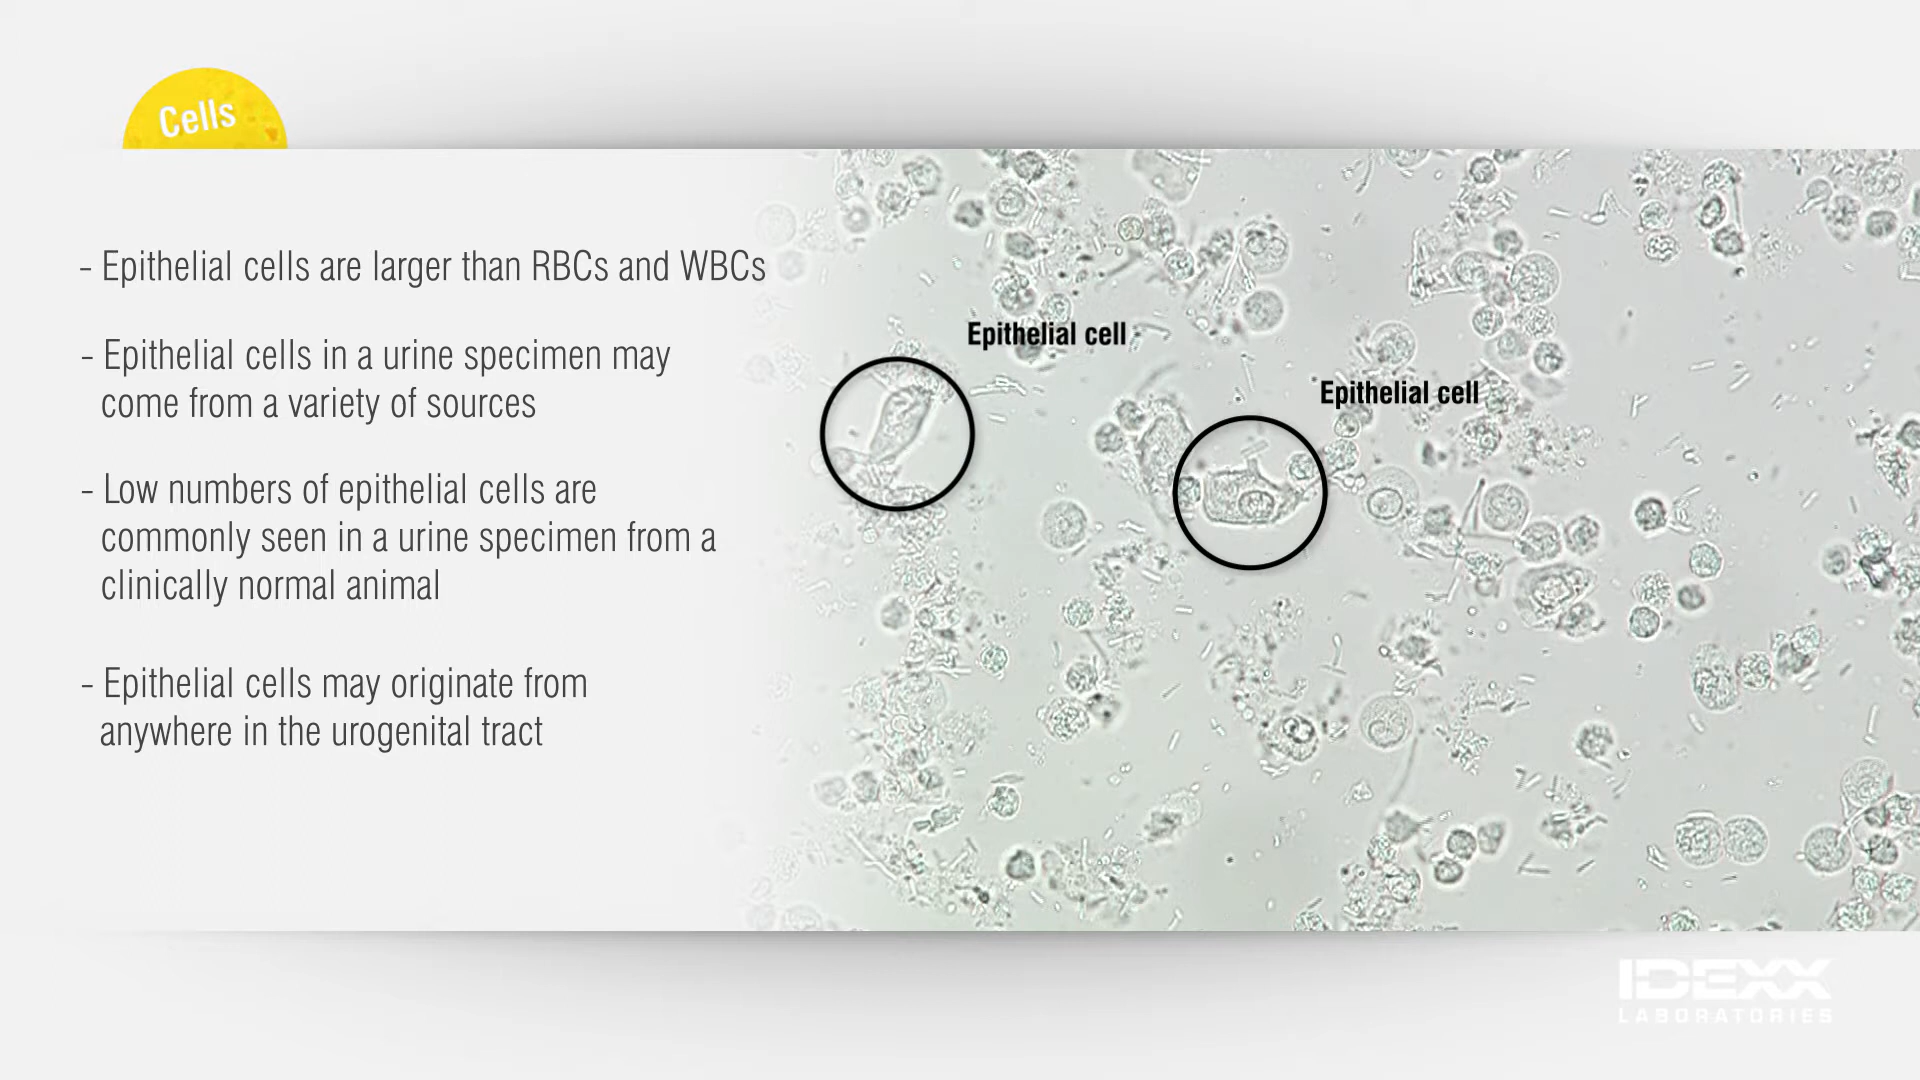 Cells
- Epithelial cells are larger than RBCs and WBCs
- Epithelial cells in a urine specimen may
come from a variety of sources
- Low numbers of epithelial cells are
commonly seen in a urine specimen from a
clinically normal animal
- Epithelial cells may originate from
anywhere in the urogenital tract
Epithelial cell
Epithelial cell
IDEXX
LABORATORIES